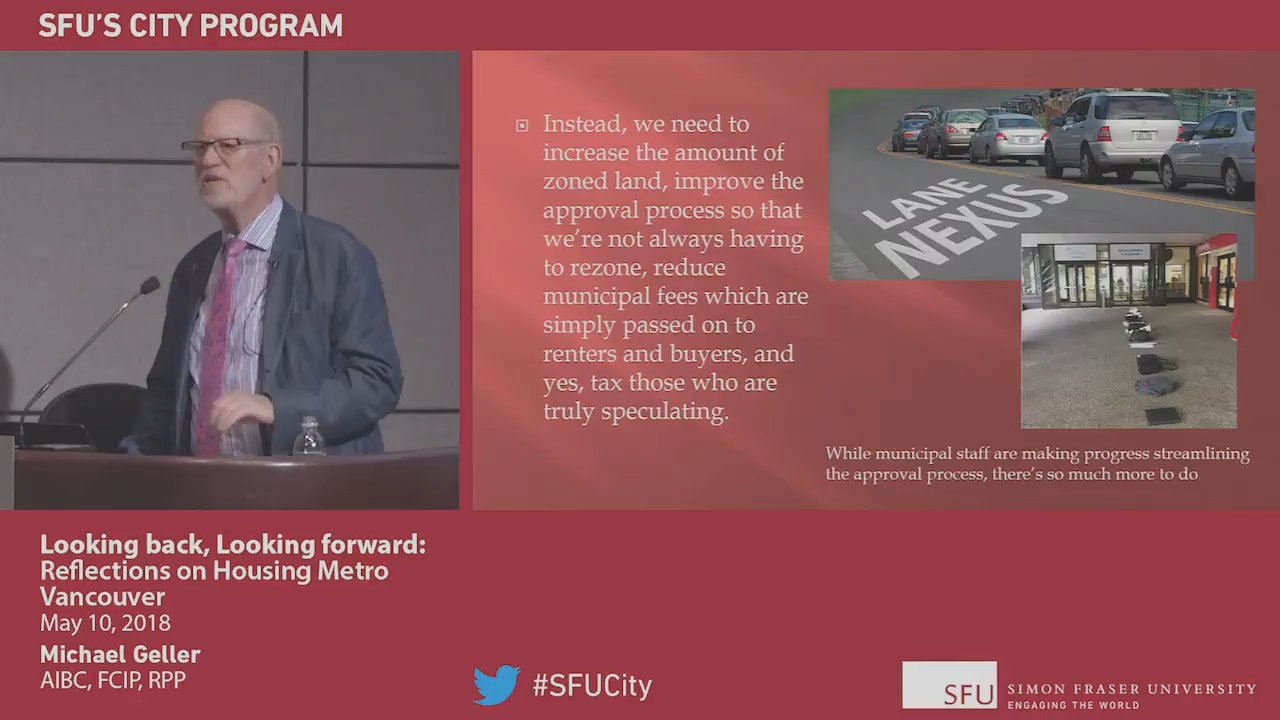 SFU'S CITY PROGRAM
Instead, we need to
increase the amount of
zoned land, improve the
approval process so that
we're not always having
to rezone, reduce
municipal fees which are
simply passed on to
renters and buyers, and
yes, tax those who are
truly speculating.
LANE
NEXUS
While municipal staff are making progress streamlining
the approval process, there's so much more to do
Looking back, Looking forward:
Reflections on Housing Metro
Vancouver
May 10, 2018
Michael Geller
AIBC, FCIP, RPP
#SFUCity
SFU
SIMON FRASER UNIVERSITY
ENGAGING THE WORLD